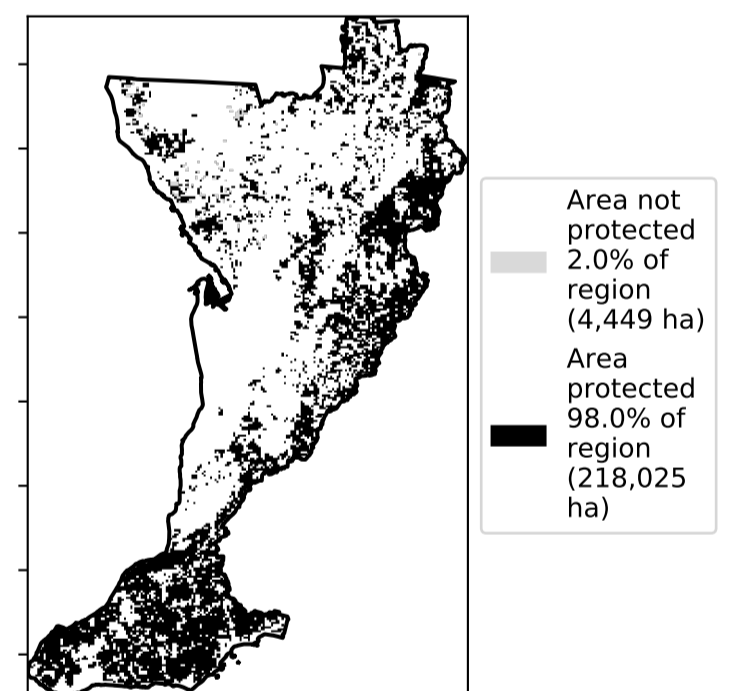 Area not
protected
2.0% of
region
(4,449 ha)
Area
protected
98.0% of
region
(218,025
ha)